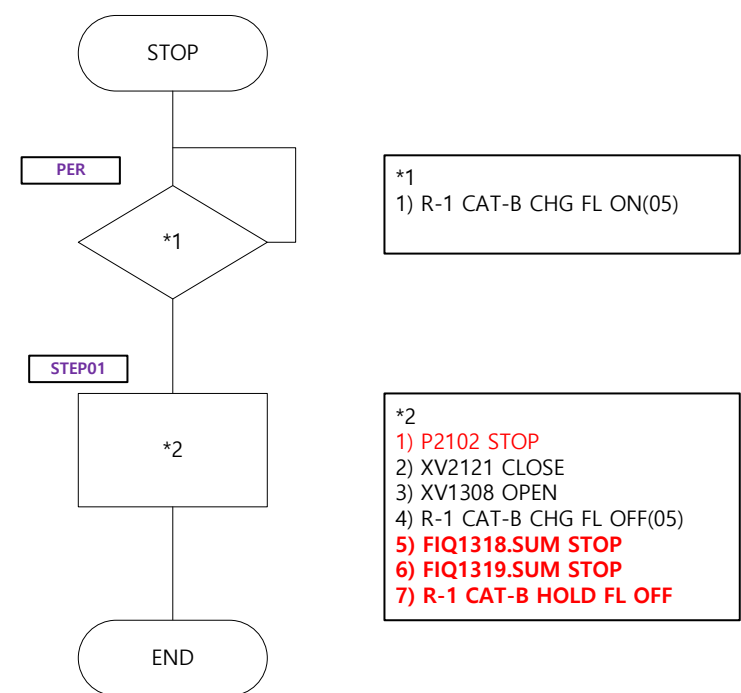 STOP
PER
*1
*1
1) R-1 CAT-B CHG FL ON(05)
STEP01
*2
*2
1) P2102 STOP
2) XV2121 CLOSE
3) XV1308 OPEN
4) R-1 CAT-B CHG FL OFF(05)
5) FIQ1318.SUM STOP
6) FIQ1319.SUM STOP
7) R-1 CAT-B HOLD FL OFF
END